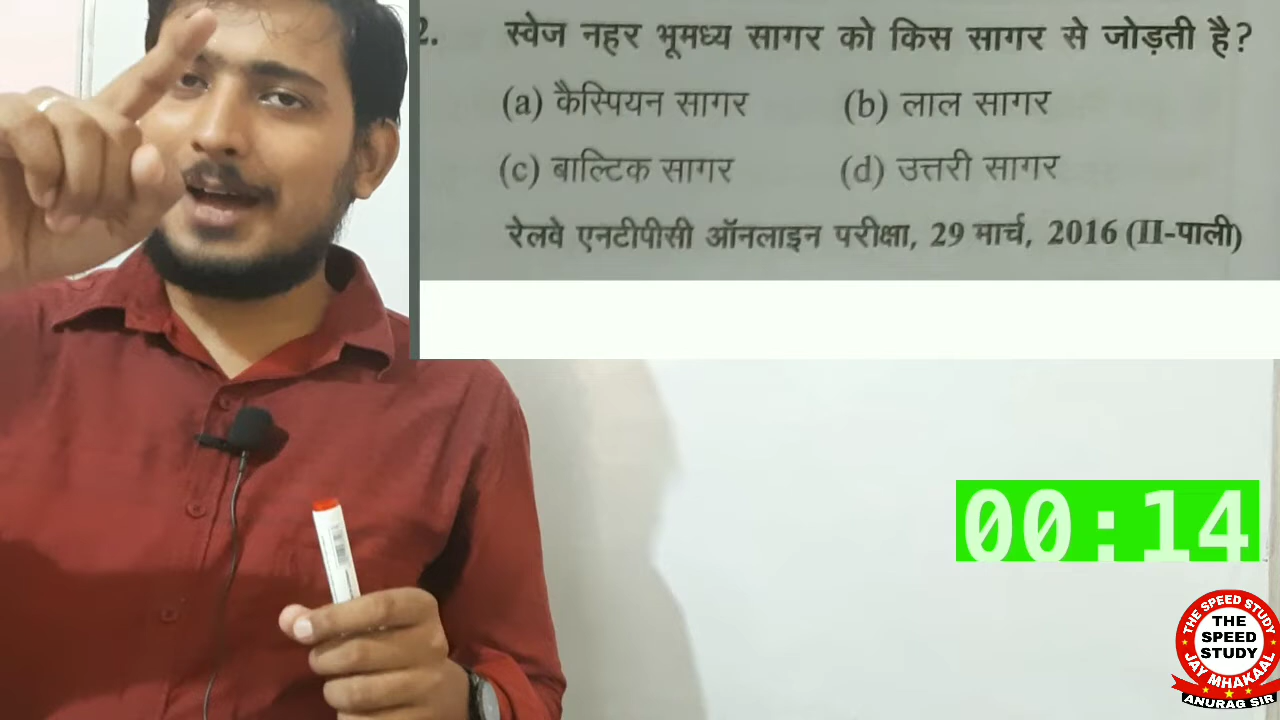 2. स्वेज नहर भूमध्य सागर को किस सागर से जोड़ती है?
(a) कैस्पियन सागर (b) लाल सागर
(c) बाल्टिक सागर (d) उत्तरी सागर
रेलवे एनटीपीसी ऑनलाइन परीक्षा, 29 मार्च, 2016 (II-पाली)
00:14
THE SPEED STUDY
THE
SPEED
STUDY
JAY MHAKAAL
ANURAG SIR